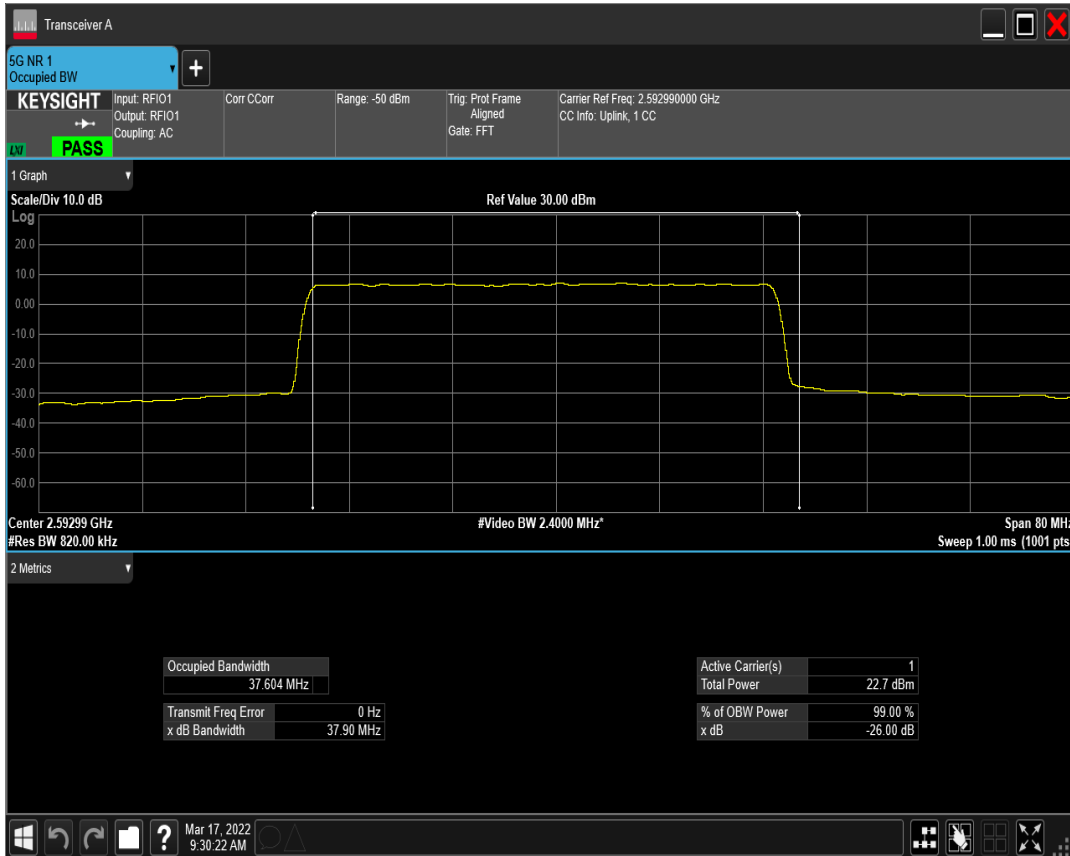 Transceiver A
5G NR 1
Occupied BW
+
KEYSIGHT
LXI
PASS
Input: RFIO1
Output: RFIO1
Coupling: AC
Corr CCorr
Range: -50 dBm
Trig: Prot Frame
Aligned
Gate: FFT
Carrier Ref Freq: 2.592990000 GHz
CC Info: Uplink, 1 CC
1 Graph
Scale/Div 10.0 dB
Ref Value 30.00 dBm
Log
20.0
10.0
0.00
-10.0
-20.0
-30.0
-40.0
-50.0
-60.0
Center 2.59299 GHz
#Video BW 2.4000 MHz*
Span 80 MHz
#Res BW 820.00 kHz
Sweep 1.00 ms (1001 pts
2 Metrics
Occupied Bandwidth
37.604 MHz
Transmit Freq Error 0 Hz
x dB Bandwidth 37.90 MHz
Active Carrier(s) 1
Total Power 22.7 dBm
% of OBW Power 99.00 %
x dB -26.00 dB
?
Mar 17, 2022
9:30:22 AM